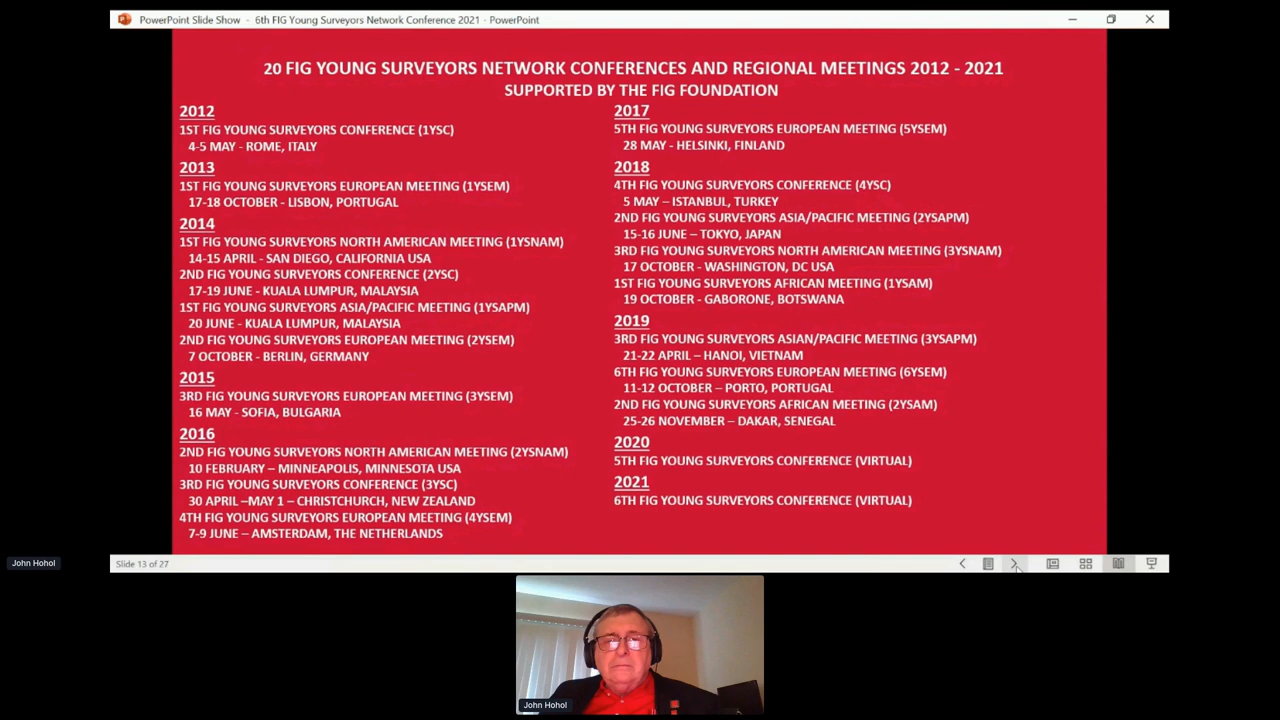 PowerPoint Slide Show - 6th FIG Young Surveyors Network Conference 2021 - PowerPoint
20 FIG YOUNG SURVEYORS NETWORK CONFERENCES AND REGIONAL MEETINGS 2012 - 2021
SUPPORTED BY THE FIG FOUNDATION
2012
1ST FIG YOUNG SURVEYORS CONFERENCE (1YSC)
4-5 MAY - ROME, ITALY
2013
1ST FIG YOUNG SURVEYORS EUROPEAN MEETING (1YSEM)
17-18 OCTOBER - LISBON, PORTUGAL
2014
1ST FIG YOUNG SURVEYORS NORTH AMERICAN MEETING (1YSNAM)
14-15 APRIL - SAN DIEGO, CALIFORNIA USA
2ND FIG YOUNG SURVEYORS CONFERENCE (2YSC)
17-19 JUNE - KUALA LUMPUR, MALAYSIA
1ST FIG YOUNG SURVEYORS ASIA/PACIFIC MEETING (1YSAPM)
20 JUNE - KUALA LUMPUR, MALAYSIA
2ND FIG YOUNG SURVEYORS EUROPEAN MEETING (2YSEM)
7 OCTOBER - BERLIN, GERMANY
2015
3RD FIG YOUNG SURVEYORS EUROPEAN MEETING (3YSEM)
16 MAY - SOFIA, BULGARIA
2016
2ND FIG YOUNG SURVEYORS NORTH AMERICAN MEETING (2YSNAM)
10 FEBRUARY – MINNEAPOLIS, MINNESOTA USA
3RD FIG YOUNG SURVEYORS CONFERENCE (3YSC)
30 APRIL –MAY 1 – CHRISTCHURCH, NEW ZEALAND
4TH FIG YOUNG SURVEYORS EUROPEAN MEETING (4YSEM)
7-9 JUNE – AMSTERDAM, THE NETHERLANDS
2017
5TH FIG YOUNG SURVEYORS EUROPEAN MEETING (5YSEM)
28 MAY - HELSINKI, FINLAND
2018
4TH FIG YOUNG SURVEYORS CONFERENCE (4YSC)
5 MAY – ISTANBUL, TURKEY
2ND FIG YOUNG SURVEYORS ASIA/PACIFIC MEETING (2YSAPM)
15-16 JUNE – TOKYO, JAPAN
3RD FIG YOUNG SURVEYORS NORTH AMERICAN MEETING (3YSNAM)
17 OCTOBER - WASHINGTON, DC USA
1ST FIG YOUNG SURVEYORS AFRICAN MEETING (1YSAM)
19 OCTOBER - GABORONE, BOTSWANA
2019
3RD FIG YOUNG SURVEYORS ASIAN/PACIFIC MEETING (3YSAPM)
21-22 APRIL – HANOI, VIETNAM
6TH FIG YOUNG SURVEYORS EUROPEAN MEETING (6YSEM)
11-12 OCTOBER – PORTO, PORTUGAL
2ND FIG YOUNG SURVEYORS AFRICAN MEETING (2YSAM)
25-26 NOVEMBER – DAKAR, SENEGAL
2020
5TH FIG YOUNG SURVEYORS CONFERENCE (VIRTUAL)
2021
6TH FIG YOUNG SURVEYORS CONFERENCE (VIRTUAL)
John Hohol
Slide 13 of 27
John Hohol